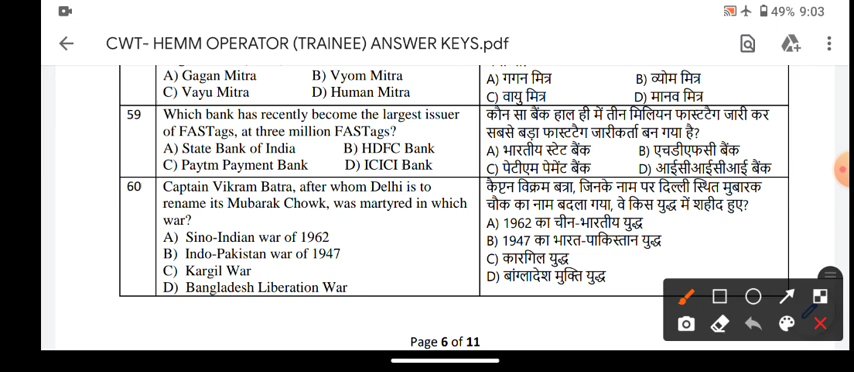 49% 9:03
CWT- HEMM OPERATOR (TRAINEE) ANSWER KEYS.pdf
A) Gagan Mitra B) Vyom Mitra
C) Vayu Mitra D) Human Mitra
A) गगन मित्र B) व्योम मित्र
C) वायु मित्र D) मानव मित्र
59 Which bank has recently become the largest issuer
of FASTags, at three million FASTags?
A) State Bank of India B) HDFC Bank
C) Paytm Payment Bank D) ICICI Bank
कौन सा बैंक हाल ही में तीन मिलियन फास्टटैग जारी कर
सबसे बड़ा फास्टटैग जारीकर्ता बन गया है?
A) भारतीय स्टेट बैंक B) एचडीएफसी बैंक
C) पेटीएम पेमेंट बैंक D) आईसीआईसीआई बैंक
60 Captain Vikram Batra, after whom Delhi is to
rename its Mubarak Chowk, was martyred in which
war?
A) Sino-Indian war of 1962
B) Indo-Pakistan war of 1947
C) Kargil War
D) Bangladesh Liberation War
कैप्टन विक्रम बत्रा, जिनके नाम पर दिल्ली स्थित मुबारक
चौक का नाम बदला गया, वे किस युद्ध में शहीद हुए?
A) 1962 का चीन-भारतीय युद्ध
B) 1947 का भारत-पाकिस्तान युद्ध
C) कारगिल युद्ध
D) बांग्लादेश मुक्ति युद्ध
Page 6 of 11